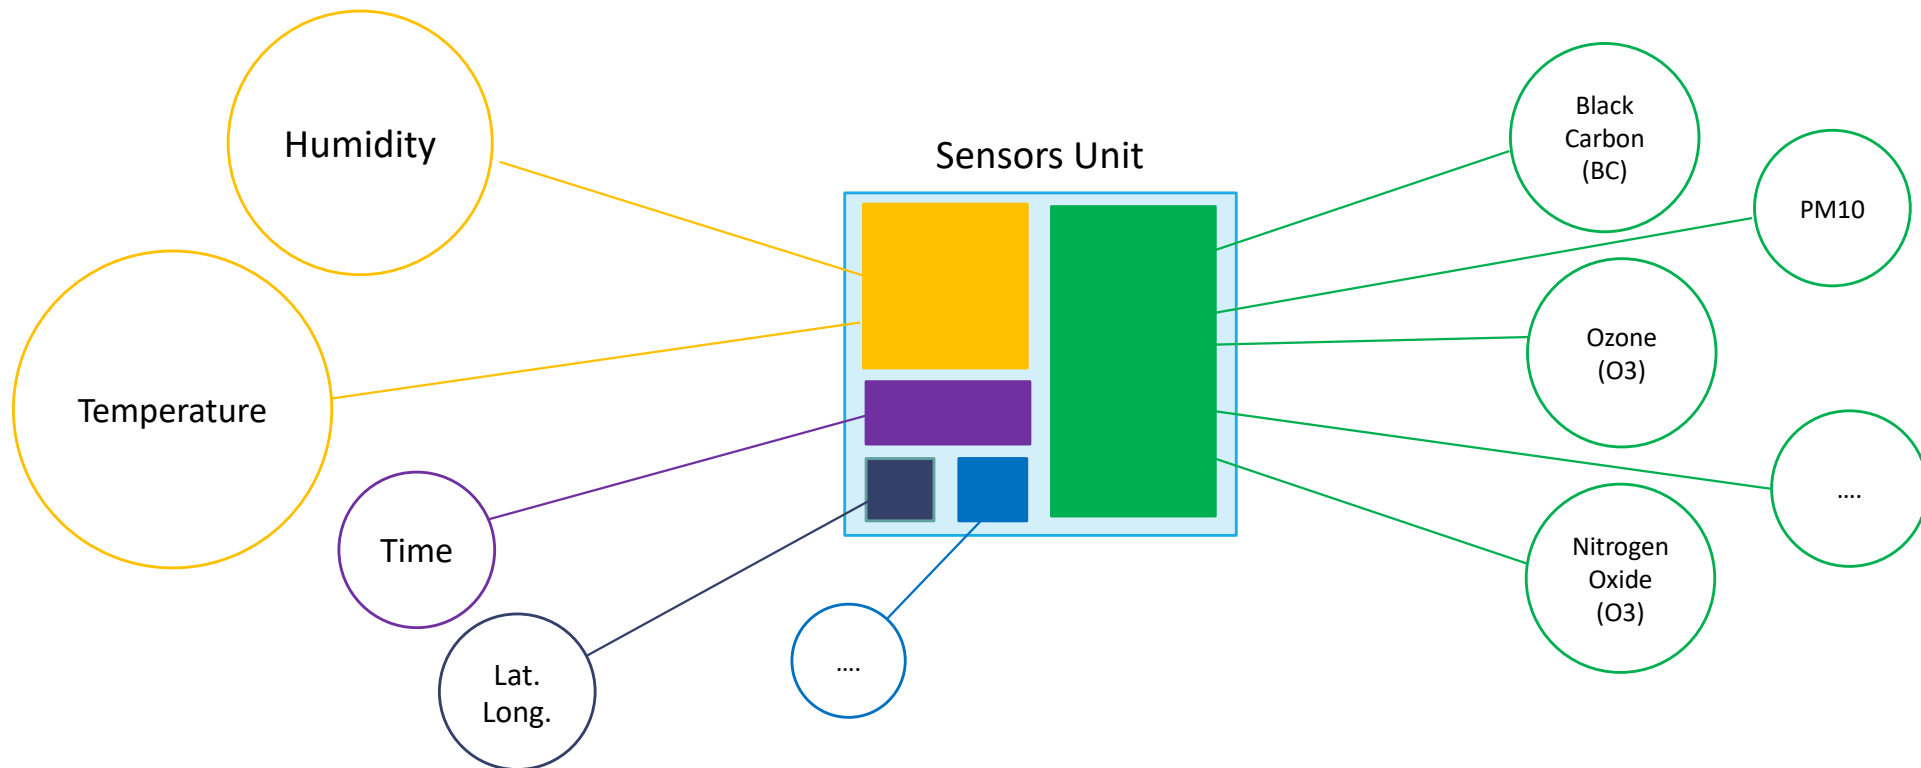 Humidity
Temperature
Time
Lat.
Long.
....
Sensors Unit
Black
Carbon
(BC)
PM10
Ozone
(O3)
....
Nitrogen
Oxide
(O3)